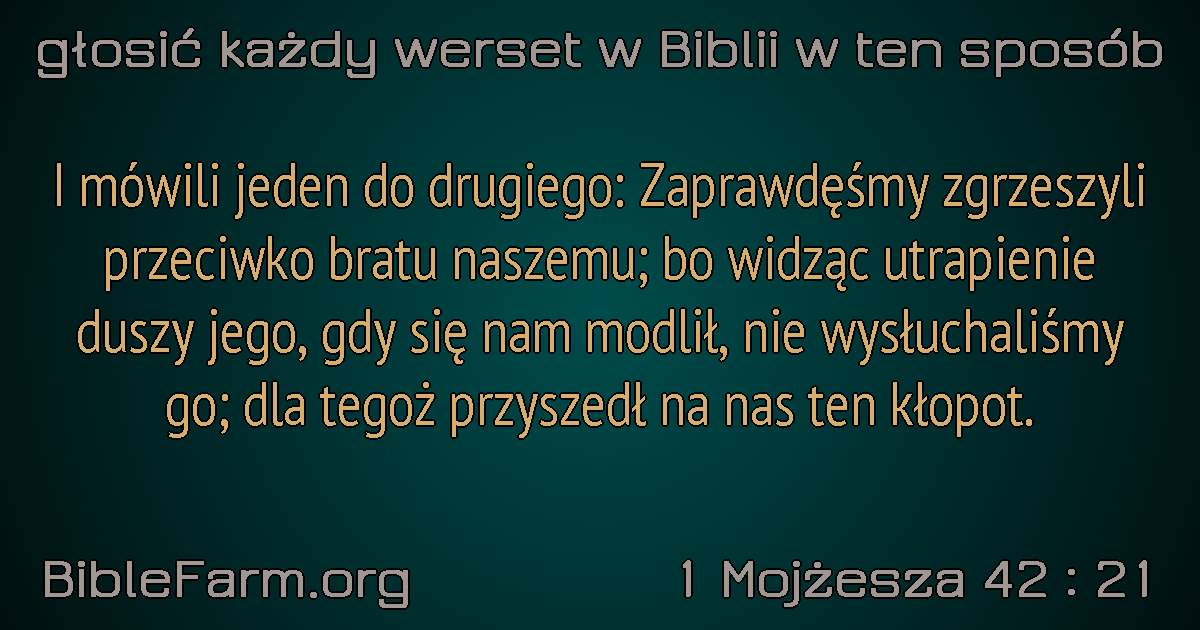 głosić każdy werset w Biblii w ten sposób
I mówili jeden do drugiego: Zaprawdęśmy zgrzeszyli
przeciwko bratu naszemu; bo widząc utrapienie
duszy jego, gdy się nam modlił, nie wysłuchaliśmy
go; dla tegoż przyszedł na nas ten kłopot.
BibleFarm.org
1 Mojżesza 42 : 21